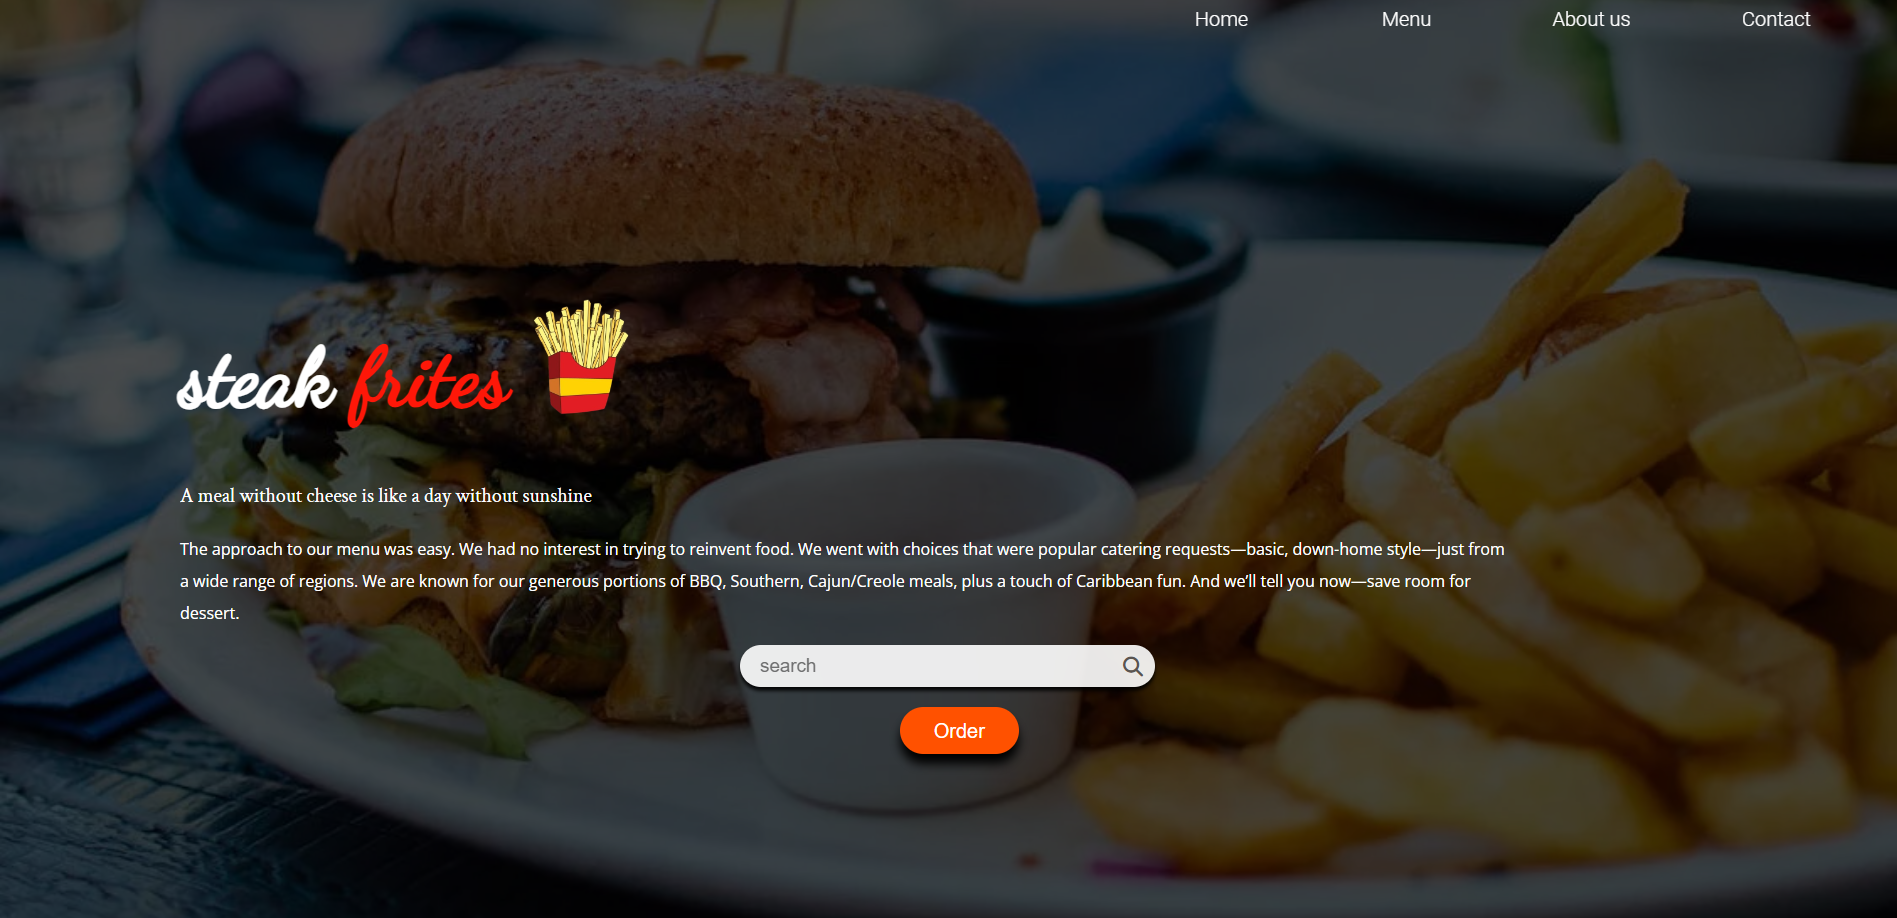 Home Menu About us Contact
steak frites
A meal without cheese is like a day without sunshine
The approach to our menu was easy. We had no interest in trying to reinvent food. We went with choices that were popular catering requests—basic, down-home style—just from
a wide range of regions. We are known for our generous portions of BBQ, Southern, Cajun/Creole meals, plus a touch of Caribbean fun. And we’ll tell you now—save room for
dessert.
search
Order